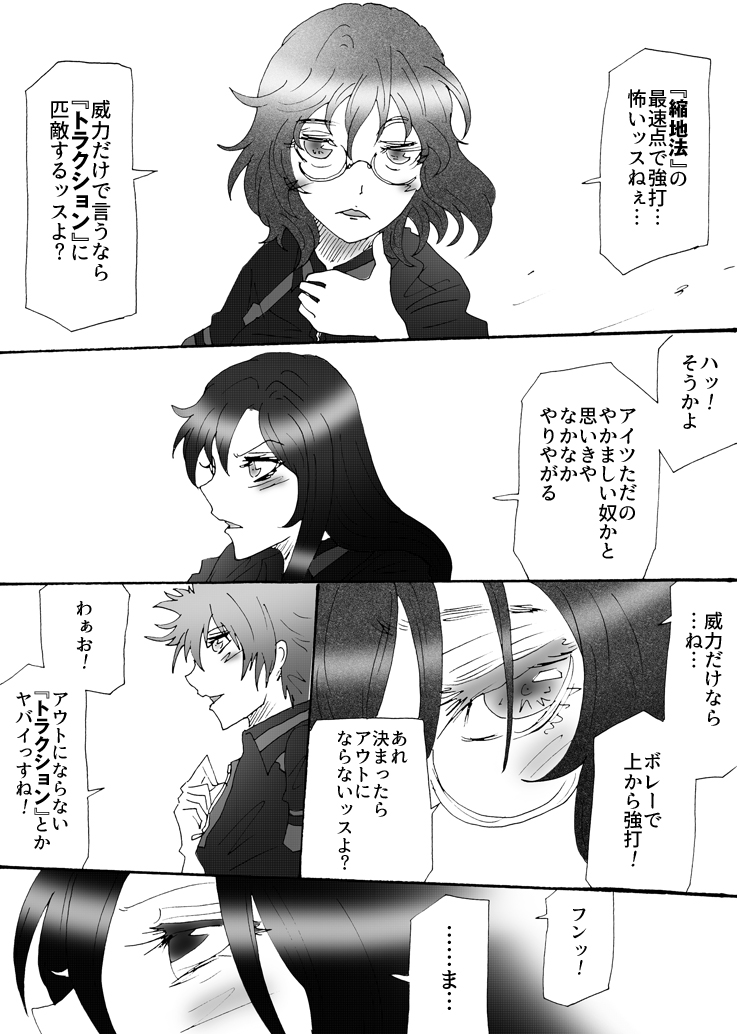 『縮地法』の
最速点で強打…
怖いッスねぇ…
威力だけで言うなら
『トラクション』に
匹敵するッスよ？
ハッ！
そうかよ
アイツただの
やかましい奴かと
思いきや
なかなか
やりやがる
威力だけなら
…ね…
ボレーで
上から強打！
あれ
決まったら
アウトに
ならないッスよ？
わぁお！
アウトにならない
『トラクション』とか
ヤバイっすね！
フンッ！
……ま…